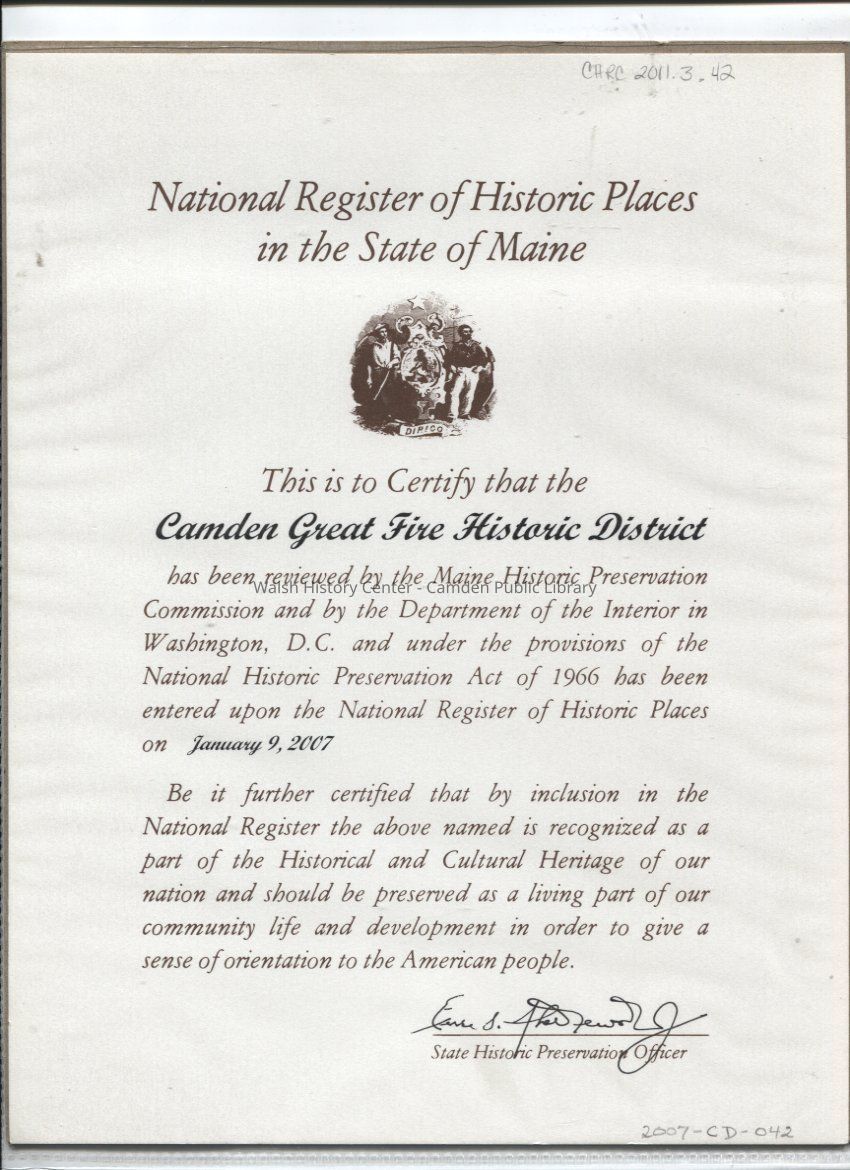 CHRC 2011.3.42
National Register of Historic Places
in the State of Maine
DIRIGO
This is to Certify that the
Camden Great Fire Historic District
has been reviewed by the Maine Historic Preservation
Walsh History Center - Camden Public Library
Commission and by the Department of the Interior in
Washington, D.C. and under the provisions of the
National Historic Preservation Act of 1966 has been
entered upon the National Register of Historic Places
on January 9, 2007
Be it further certified that by inclusion in the
National Register the above named is recognized as a
part of the Historical and Cultural Heritage of our
nation and should be preserved as a living part of our
community life and development in order to give a
sense of orientation to the American people.
State Historic Preservation Officer
2007-CD-042